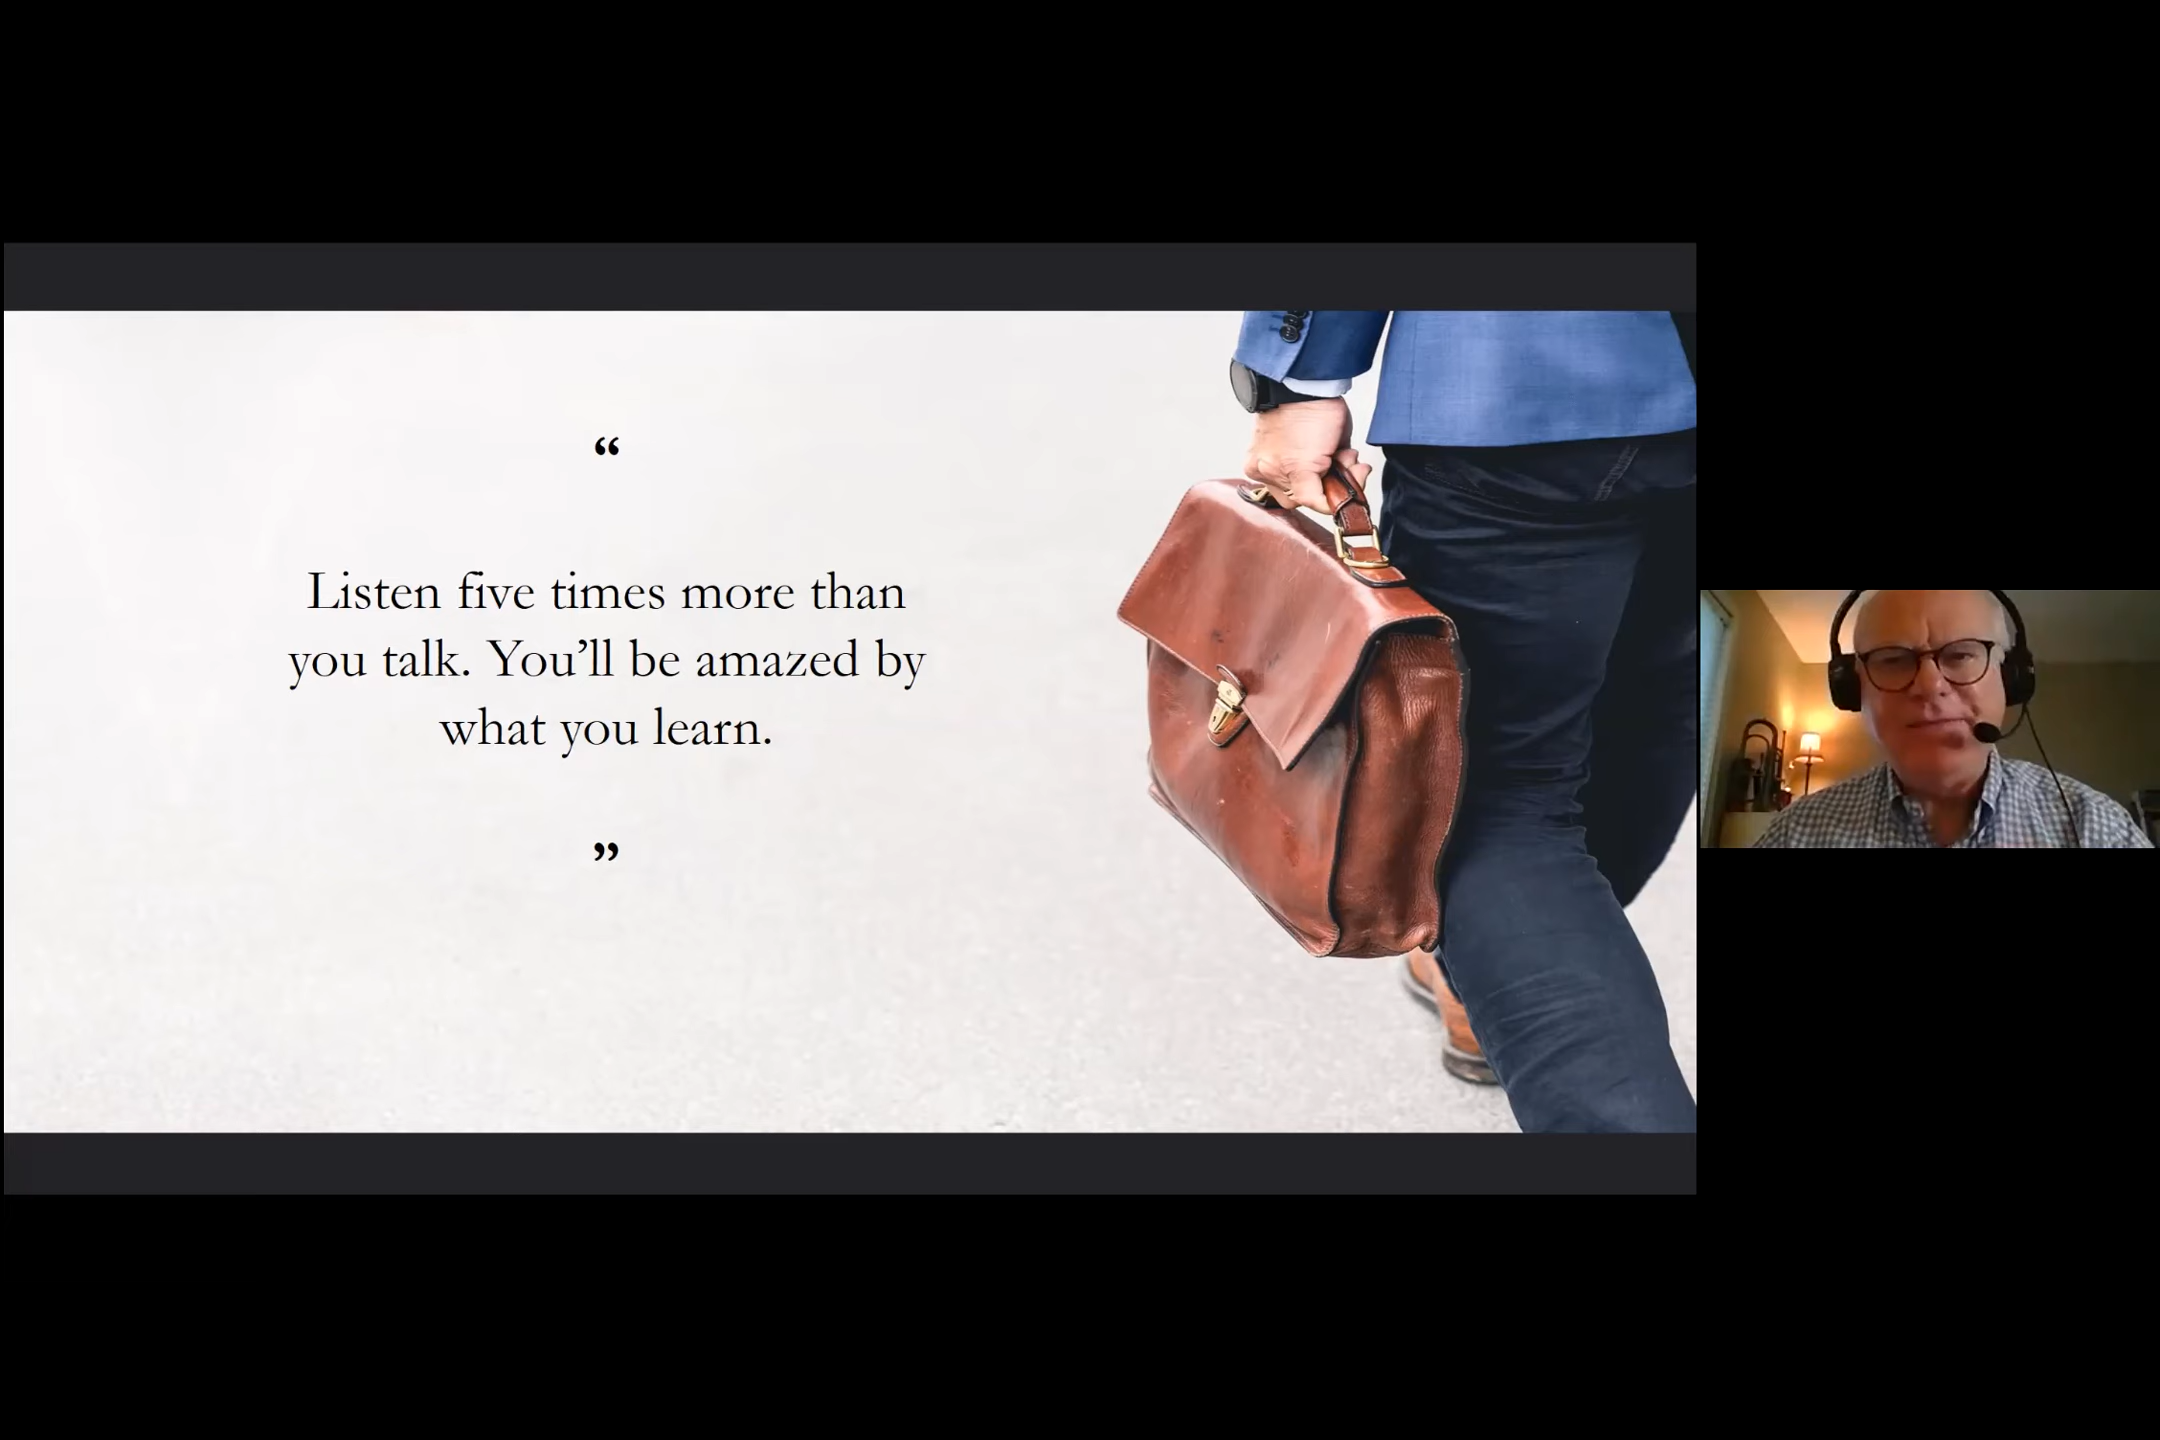 “
Listen five times more than
you talk. You’ll be amazed by
what you learn.
”